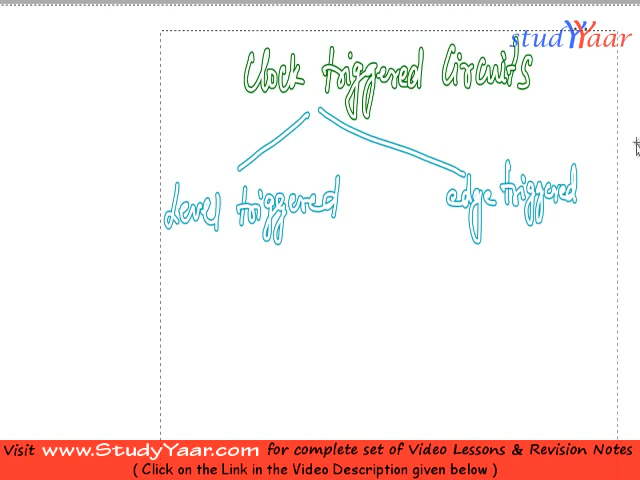 studYYaar
Clock triggered Circuits
Level triggered
edge triggered
Visit www.StudyYaar.com for complete set of Video Lessons & Revision Notes
( Click on the Link in the Video Description given below )